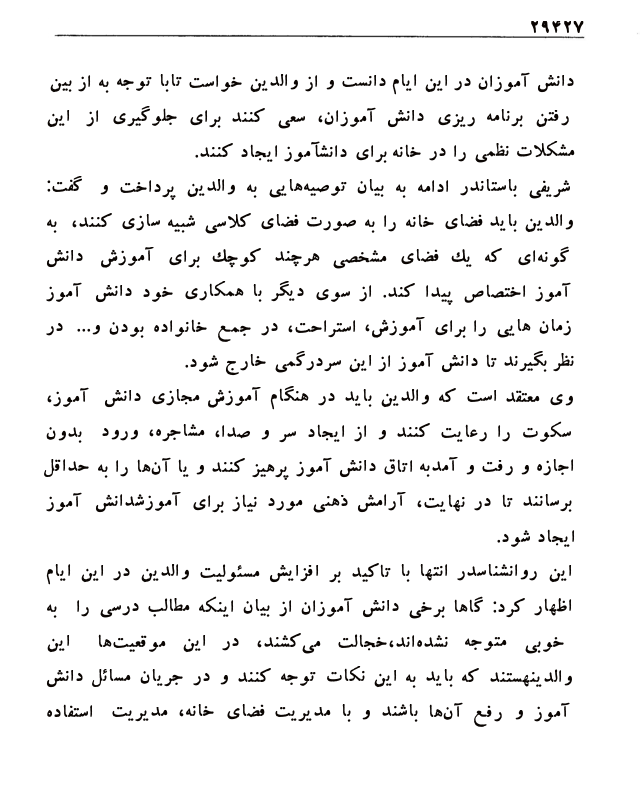 ۲۹۴۲۷
دانش آموزان در این ایام دانست و از والدین خواست تابا توجه به از بین
رفتن برنامه ریزی دانش آموزان، سعی کنند برای جلوگیری از این
مشکلات نظمی را در خانه برای دانشآموز ایجاد کنند.
شریفی باستاندر ادامه به بیان توصیه‌هایی به والدین پرداخت و گفت:
والدین باید فضای خانه را به صورت فضای کلاسی شبیه سازی کنند، به
گونه‌ای که یك فضای مشخصی هرچند کوچك برای آموزش دانش
آموز اختصاص پیدا کند. از سوی دیگر با همکاری خود دانش آموز
زمان هایی را برای آموزش، استراحت، در جمع خانواده بودن و... در
نظر بگیرند تا دانش آموز از این سردرگمی خارج شود.
وی معتقد است که والدین باید در هنگام آموزش مجازی دانش آموز،
سکوت را رعایت کنند و از ایجاد سر و صدا، مشاجره، ورود بدون
اجازه و رفت و آمدبه اتاق دانش آموز پرهیز کنند و یا آن‌ها را به حداقل
برسانند تا در نهایت، آرامش ذهنی مورد نیاز برای آموزشدانش آموز
ایجاد شود.
این روانشناسدر انتها با تاکید بر افزایش مسئولیت والدین در این ایام
اظهار کرد: گاها برخی دانش آموزان از بیان اینکه مطالب درسی را به
خوبی متوجه نشده‌اند،خجالت می‌کشند، در این موقعیت‌ها این
والدینهستند که باید به این نکات توجه کنند و در جریان مسائل دانش
آموز و رفع آن‌ها باشند و با مدیریت فضای خانه، مدیریت استفاده